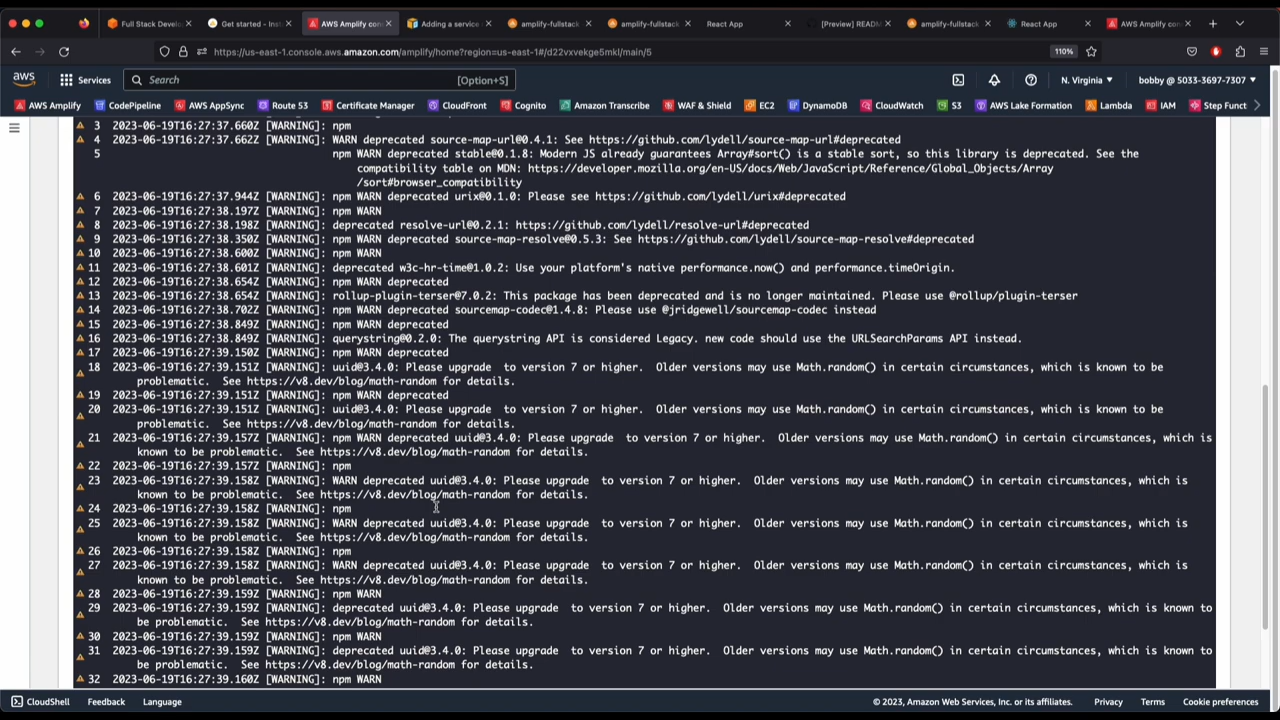 Full Stack Develo
Get started - Inst
AWS Amplify con
Adding a service
amplify-fullstack
amplify-fullstack
React App
[Preview] READM
amplify-fullstack
React App
AWS Amplify con
https://us-east-1.console.aws.amazon.com/amplify/home?region=us-east-1#/d22vxvekge5mkl/main/5
110%
aws
Services
Search
[Option+S]
N. Virginia
bobby @ 5033-3697-7307
AWS Amplify
CodePipeline
AWS AppSync
Route 53
Certificate Manager
CloudFront
Cognito
Amazon Transcribe
WAF & Shield
EC2
DynamoDB
CloudWatch
S3
AWS Lake Formation
Lambda
IAM
Step Funct
3 2023-06-19T16:27:37.660Z [WARNING]: npm
4 2023-06-19T16:27:37.662Z [WARNING]: WARN deprecated source-map-url@0.4.1: See https://github.com/lydell/source-map-url#deprecated
5 npm WARN deprecated stable@0.1.8: Modern JS already guarantees Array#sort() is a stable sort, so this library is deprecated. See the
compatibility table on MDN: https://developer.mozilla.org/en-US/docs/Web/JavaScript/Reference/Global_Objects/Array
/sort#browser_compatibility
6 2023-06-19T16:27:37.944Z [WARNING]: npm WARN deprecated urix@0.1.0: Please see https://github.com/lydell/urix#deprecated
7 2023-06-19T16:27:38.197Z [WARNING]: npm WARN
8 2023-06-19T16:27:38.198Z [WARNING]: deprecated resolve-url@0.2.1: https://github.com/lydell/resolve-url#deprecated
9 2023-06-19T16:27:38.350Z [WARNING]: npm WARN deprecated source-map-resolve@0.5.3: See https://github.com/lydell/source-map-resolve#deprecated
10 2023-06-19T16:27:38.600Z [WARNING]: npm WARN
11 2023-06-19T16:27:38.601Z [WARNING]: deprecated w3c-hr-time@1.0.2: Use your platform's native performance.now() and performance.timeOrigin.
12 2023-06-19T16:27:38.654Z [WARNING]: npm WARN deprecated
13 2023-06-19T16:27:38.654Z [WARNING]: rollup-plugin-terser@7.0.2: This package has been deprecated and is no longer maintained. Please use @rollup/plugin-terser
14 2023-06-19T16:27:38.702Z [WARNING]: npm WARN deprecated sourcemap-codec@1.4.8: Please use @jridgewell/sourcemap-codec instead
15 2023-06-19T16:27:38.849Z [WARNING]: npm WARN deprecated
16 2023-06-19T16:27:38.849Z [WARNING]: querystring@0.2.0: The querystring API is considered Legacy. new code should use the URLSearchParams API instead.
17 2023-06-19T16:27:39.150Z [WARNING]: npm WARN deprecated
18 2023-06-19T16:27:39.151Z [WARNING]: uuid@3.4.0: Please upgrade  to version 7 or higher.  Older versions may use Math.random() in certain circumstances, which is known to be
problematic.  See https://v8.dev/blog/math-random for details.
19 2023-06-19T16:27:39.151Z [WARNING]: npm WARN deprecated
20 2023-06-19T16:27:39.151Z [WARNING]: uuid@3.4.0: Please upgrade  to version 7 or higher.  Older versions may use Math.random() in certain circumstances, which is known to be
problematic.  See https://v8.dev/blog/math-random for details.
21 2023-06-19T16:27:39.157Z [WARNING]: npm WARN deprecated uuid@3.4.0: Please upgrade  to version 7 or higher.  Older versions may use Math.random() in certain circumstances, which is
known to be problematic.  See https://v8.dev/blog/math-random for details.
22 2023-06-19T16:27:39.157Z [WARNING]: npm
23 2023-06-19T16:27:39.158Z [WARNING]: WARN deprecated uuid@3.4.0: Please upgrade  to version 7 or higher.  Older versions may use Math.random() in certain circumstances, which is
known to be problematic.  See https://v8.dev/blog/math-random for details.
24 2023-06-19T16:27:39.158Z [WARNING]: npm
25 2023-06-19T16:27:39.158Z [WARNING]: WARN deprecated uuid@3.4.0: Please upgrade  to version 7 or higher.  Older versions may use Math.random() in certain circumstances, which is
known to be problematic.  See https://v8.dev/blog/math-random for details.
26 2023-06-19T16:27:39.158Z [WARNING]: npm
27 2023-06-19T16:27:39.158Z [WARNING]: WARN deprecated uuid@3.4.0: Please upgrade  to version 7 or higher.  Older versions may use Math.random() in certain circumstances, which is
known to be problematic.  See https://v8.dev/blog/math-random for details.
28 2023-06-19T16:27:39.159Z [WARNING]: npm WARN
29 2023-06-19T16:27:39.159Z [WARNING]: deprecated uuid@3.4.0: Please upgrade  to version 7 or higher.  Older versions may use Math.random() in certain circumstances, which is known to
be problematic.  See https://v8.dev/blog/math-random for details.
30 2023-06-19T16:27:39.159Z [WARNING]: npm WARN
31 2023-06-19T16:27:39.159Z [WARNING]: deprecated uuid@3.4.0: Please upgrade  to version 7 or higher.  Older versions may use Math.random() in certain circumstances, which is known to
be problematic.  See https://v8.dev/blog/math-random for details.
32 2023-06-19T16:27:39.160Z [WARNING]: npm WARN
CloudShell
Feedback
Language
© 2023, Amazon Web Services, Inc. or its affiliates.
Privacy
Terms
Cookie preferences